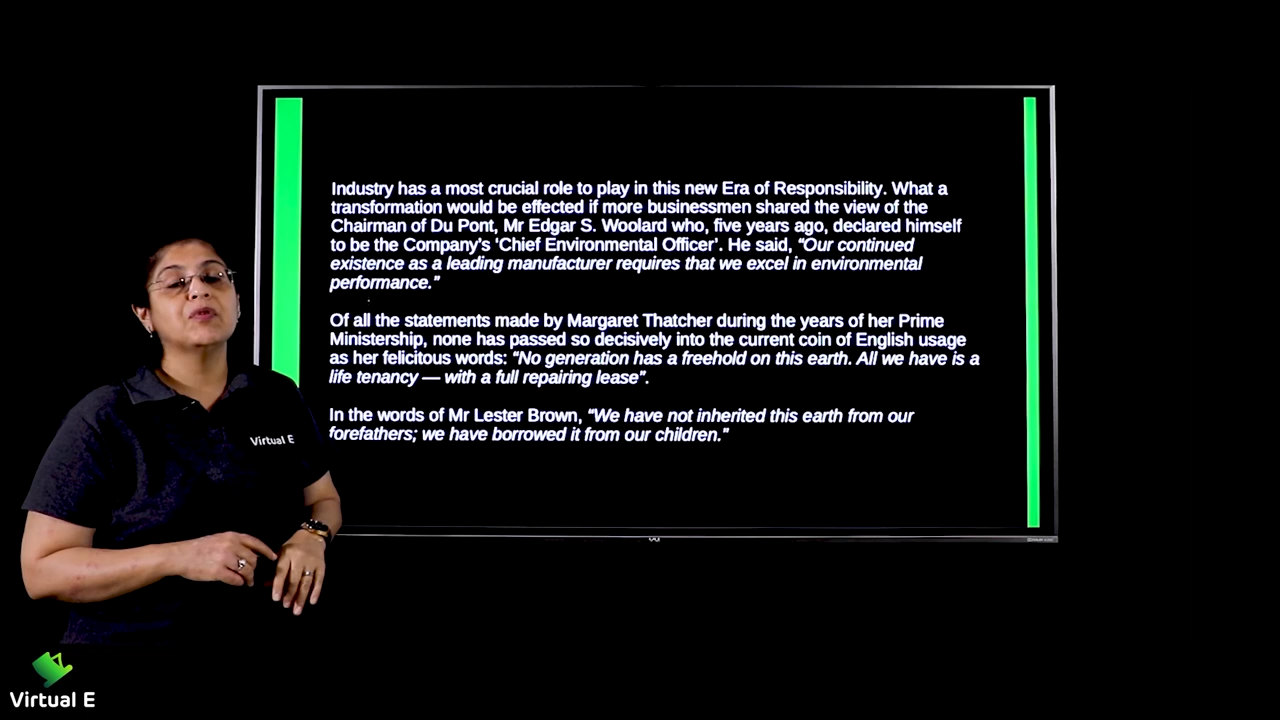 Industry has a most crucial role to play in this new Era of Responsibility. What a
transformation would be effected if more businessmen shared the view of the
Chairman of Du Pont, Mr Edgar S. Woolard who, five years ago, declared himself
to be the Company's ‘Chief Environmental Officer’. He said, “Our continued
existence as a leading manufacturer requires that we excel in environmental
performance.”
Of all the statements made by Margaret Thatcher during the years of her Prime
Ministership, none has passed so decisively into the current coin of English usage
as her felicitous words: “No generation has a freehold on this earth. All we have is a
life tenancy — with a full repairing lease”.
In the words of Mr Lester Brown, “We have not inherited this earth from our
forefathers; we have borrowed it from our children.”
Virtual E
Virtual E